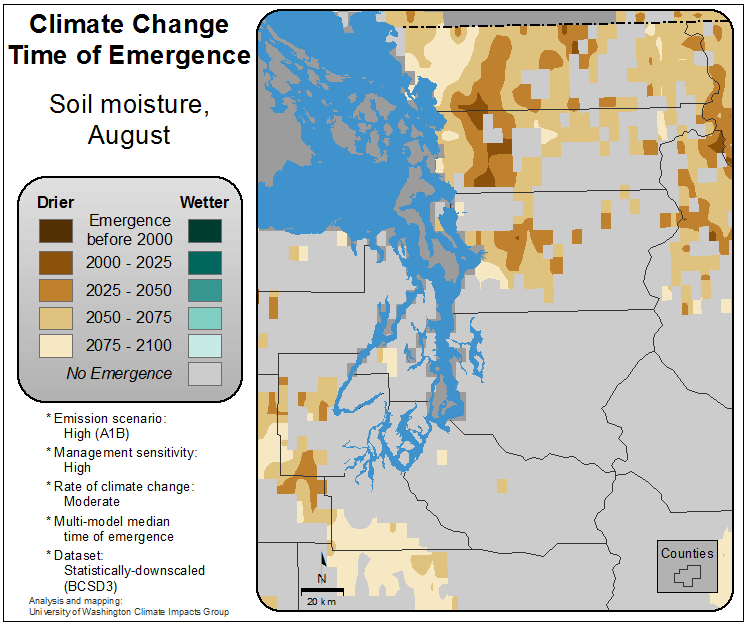 Climate Change
Time of Emergence
Soil moisture,
August
Drier Wetter
Emergence
before 2000
2000 - 2025
2025 - 2050
2050 - 2075
2075 - 2100
No Emergence
* Emission scenario:
High (A1B)
* Management sensitivity:
High
* Rate of climate change:
Moderate
* Multi-model median
time of emergence
* Dataset:
Statistically-downscaled
(BCSD3)
Analysis and mapping:
University of Washington Climate Impacts Group
N
20 km
Counties